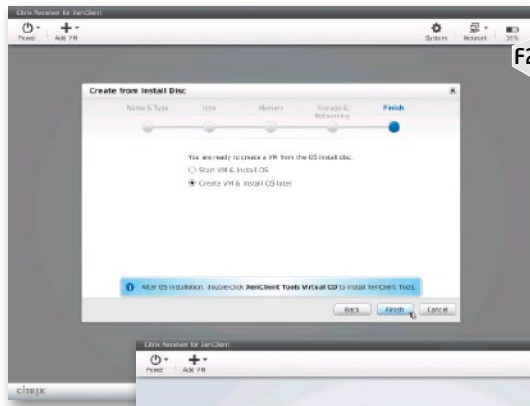 Citrix Receiver for XenClient
Power
Add VM
System
Network
36%
F2
Create from Install Disc
Name & Type
Icon
Memory
Storage & Networking
Finish
You are ready to create a VM from the OS install disc.
Start VM & Install OS
Create VM & Install OS later
After OS installation, double-click XenClient Tools Virtual CD to install XenClient Tools.
Back
Finish
Cancel
Citrix Receiver for XenClient
Power
Add VM
CITRIX